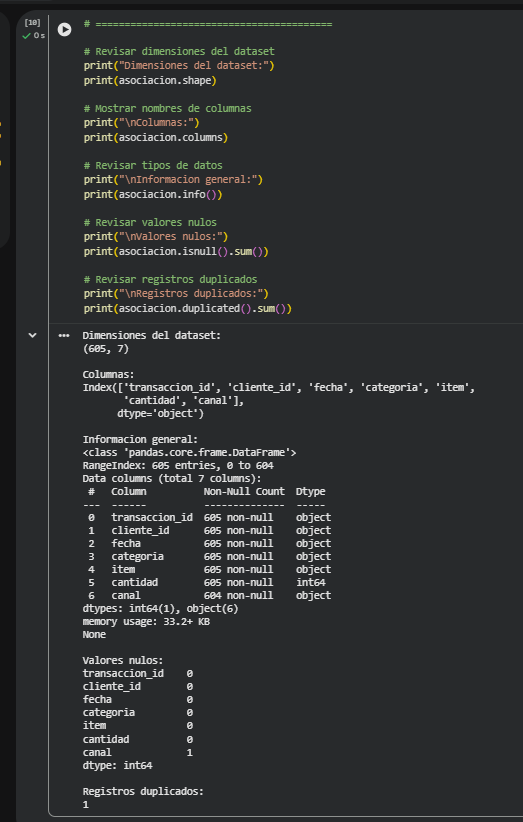 [10]
0 s
# ========================================
# Revisar dimensiones del dataset
print("Dimensiones del dataset:")
print(asociacion.shape)
# Mostrar nombres de columnas
print("\nColumnas:")
print(asociacion.columns)
# Revisar tipos de datos
print("\nInformacion general:")
print(asociacion.info())
# Revisar valores nulos
print("\nValores nulos:")
print(asociacion.isnull().sum())
# Revisar registros duplicados
print("\nRegistros duplicados:")
print(asociacion.duplicated().sum())
Dimensiones del dataset:
(605, 7)
Columnas:
Index(['transaccion_id', 'cliente_id', 'fecha', 'categoria', 'item',
'cantidad', 'canal'],
dtype='object')
Informacion general:
<class 'pandas.core.frame.DataFrame'>
RangeIndex: 605 entries, 0 to 604
Data columns (total 7 columns):
# Column Non-Null Count Dtype
--- ------ -------------- -----
0 transaccion_id 605 non-null object
1 cliente_id 605 non-null object
2 fecha 605 non-null object
3 categoria 605 non-null object
4 item 605 non-null object
5 cantidad 605 non-null int64
6 canal 604 non-null object
dtypes: int64(1), object(6)
memory usage: 33.2+ KB
None
Valores nulos:
transaccion_id 0
cliente_id 0
fecha 0
categoria 0
item 0
cantidad 0
canal 1
dtype: int64
Registros duplicados:
1